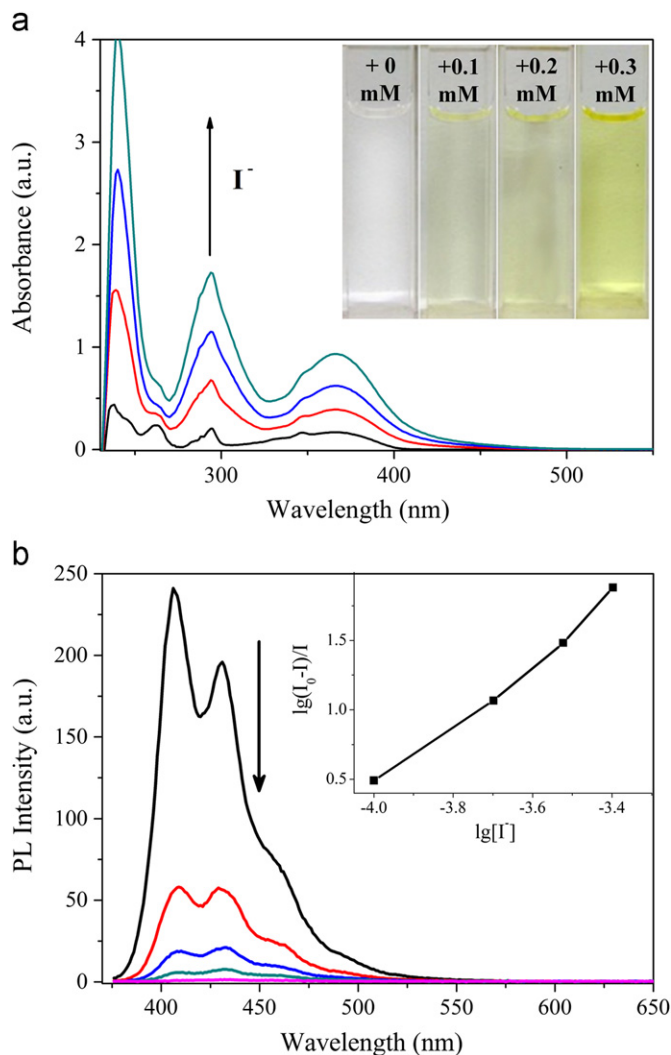 a
4
3
2
1
0
Absorbance (a.u.)
I⁻
+ 0
mM
+0.1
mM
+0.2
mM
+0.3
mM
300
400
500
Wavelength (nm)
b
250
200
150
100
50
0
PL Intensity (a.u.)
1.5
1.0
0.5
lg(I₀-I)/I
-4.0
-3.8
-3.6
-3.4
lg[I⁻]
400
450
500
550
600
650
Wavelength (nm)